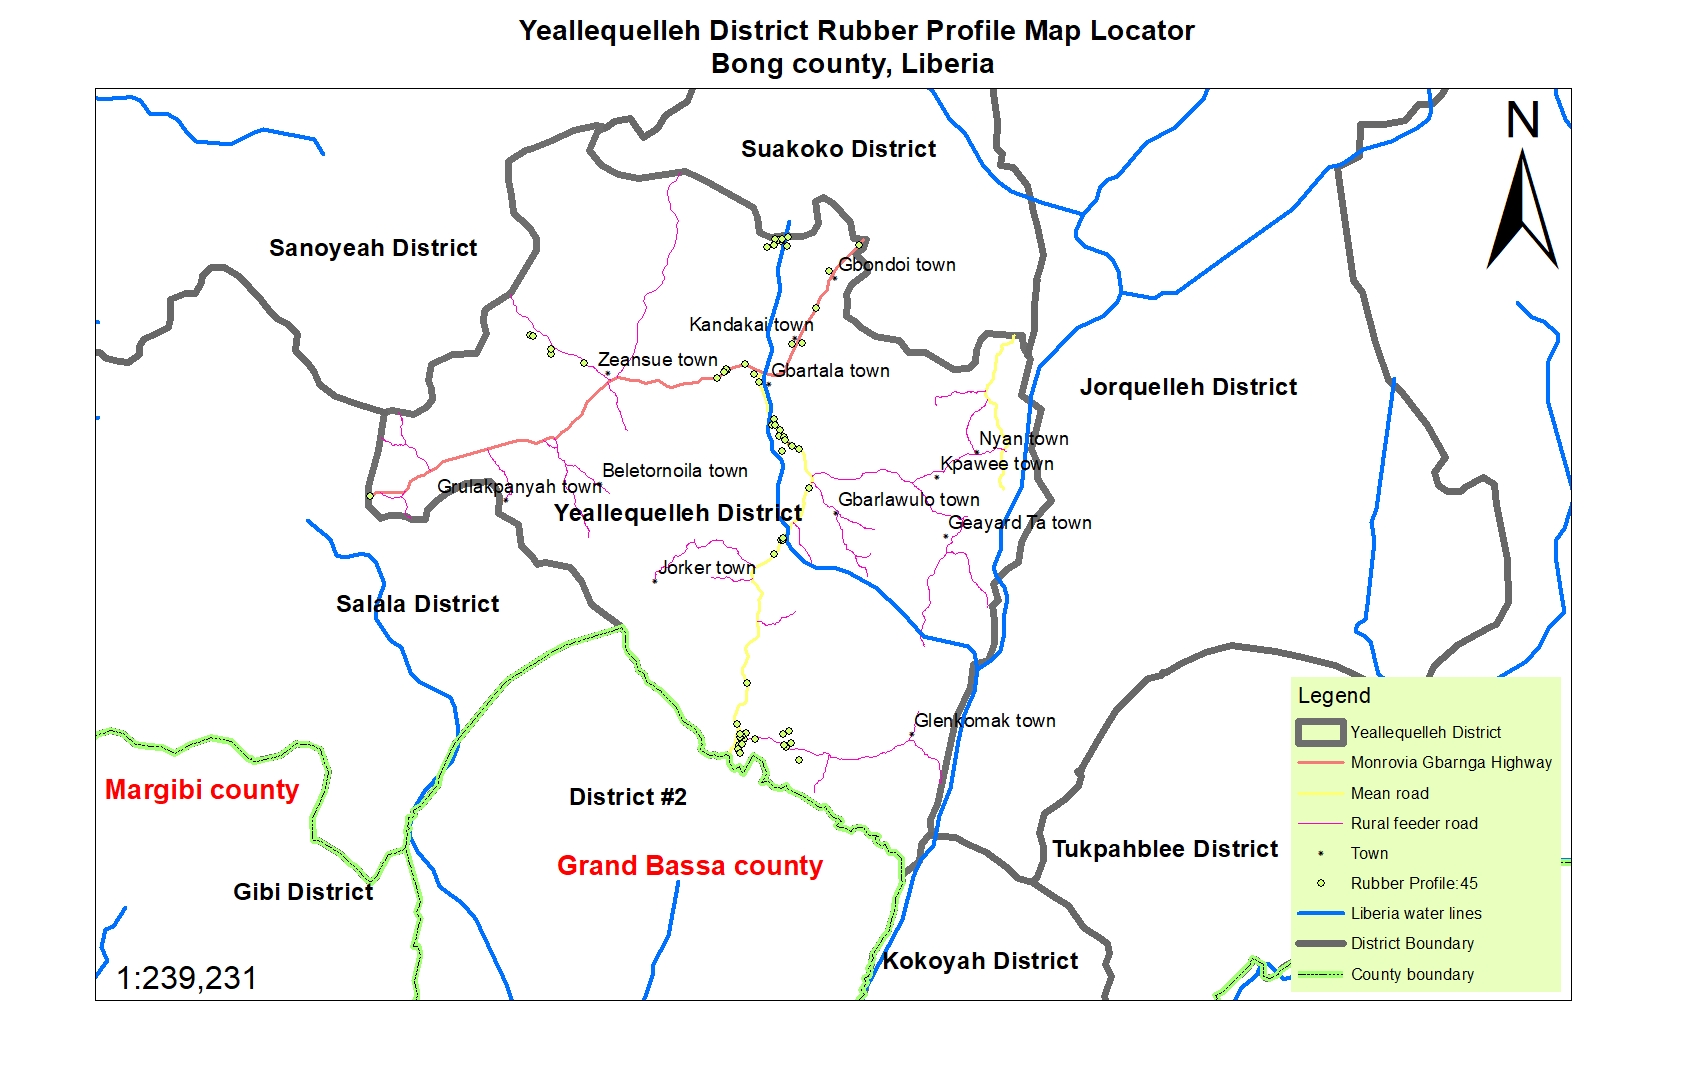 Yeallequelleh District Rubber Profile Map Locator
Bong county, Liberia
N
Suakoko District
Sanoyeah District
Gbondoi town
Kandakai town
Zeansue town
Gbartala town
Jorquelleh District
Nyan town
Kpawee town
Beletornoila town
Grulakpanyah town
Gbarlawulo town
Yeallequelleh District
Geayard Ta town
Jorker town
Salala District
Glenkomak town
Margibi county
District #2
Grand Bassa county
Gibi District
Tukpahblee District
Kokoyah District
1:239,231
Legend
Yeallequelleh District
Monrovia Gbarnga Highway
Mean road
Rural feeder road
Town
Rubber Profile:45
Liberia water lines
District Boundary
County boundary